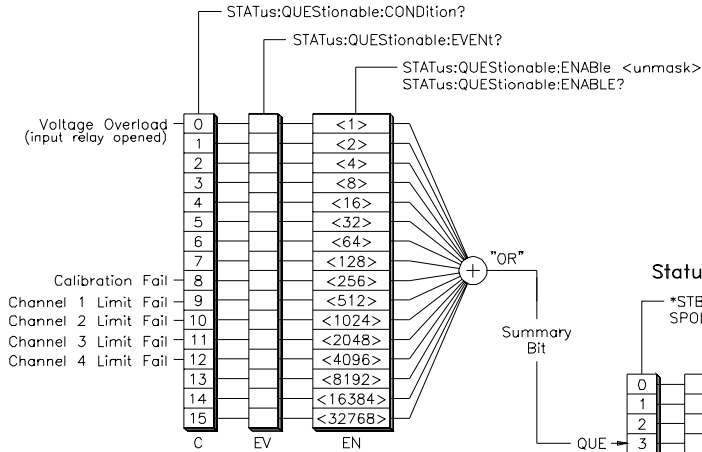 STATus:QUEStionable:CONDition?
STATus:QUEStionable:EVENt?
STATus:QUEStionable:ENABle <unmask>
STATus:QUEStionable:ENABLE?
Voltage Overload
(input relay opened)
0 <1>
1 <2>
2 <4>
3 <8>
4 <16>
5 <32>
6 <64>
7 <128>
Calibration Fail 8 <256>
Channel 1 Limit Fail 9 <512>
Channel 2 Limit Fail 10 <1024>
Channel 3 Limit Fail 11 <2048>
Channel 4 Limit Fail 12 <4096>
13 <8192>
14 <16384>
15 <32768>
C EV EN
+ "OR"
Summary
Bit
QUE
Statu
*STB
SPOL
0
1
2
3